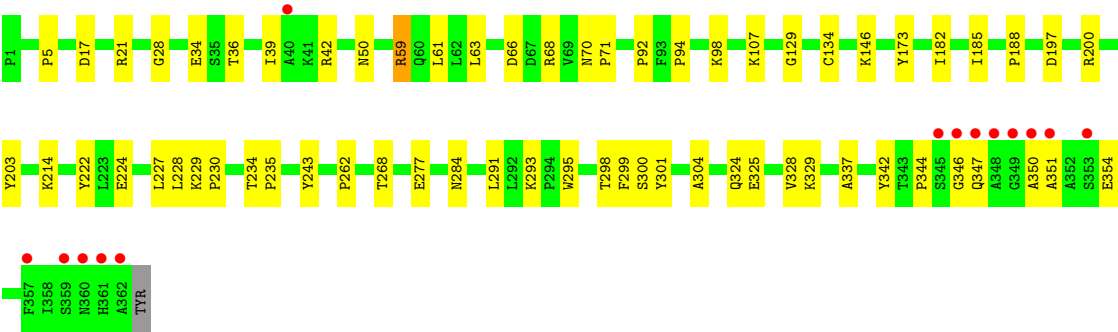 P1 P5 D17 R21 G28 E34 S35 T36 I39 A40 K41 R42 N50 R59 Q60 L61 L62 L63 D66 D67 R68 V69 N70 P71 P92 F93 P94 K98 K107 G129 C134 K146 Y173 I182 I185 P188 D197 R200
Y203 K214 Y222 L223 E224 L227 L228 K229 P230 T234 P235 Y243 P262 T268 E277 N284 L291 L292 K293 P294 W295 T298 F299 S300 Y301 A304 Q324 E325 V328 K329 A337 Y342 T343 P344 S345 G346 Q347 A348 G349 A350 A351 A352 S353 E354
F357 I358 S359 N360 H361 A362 TYR